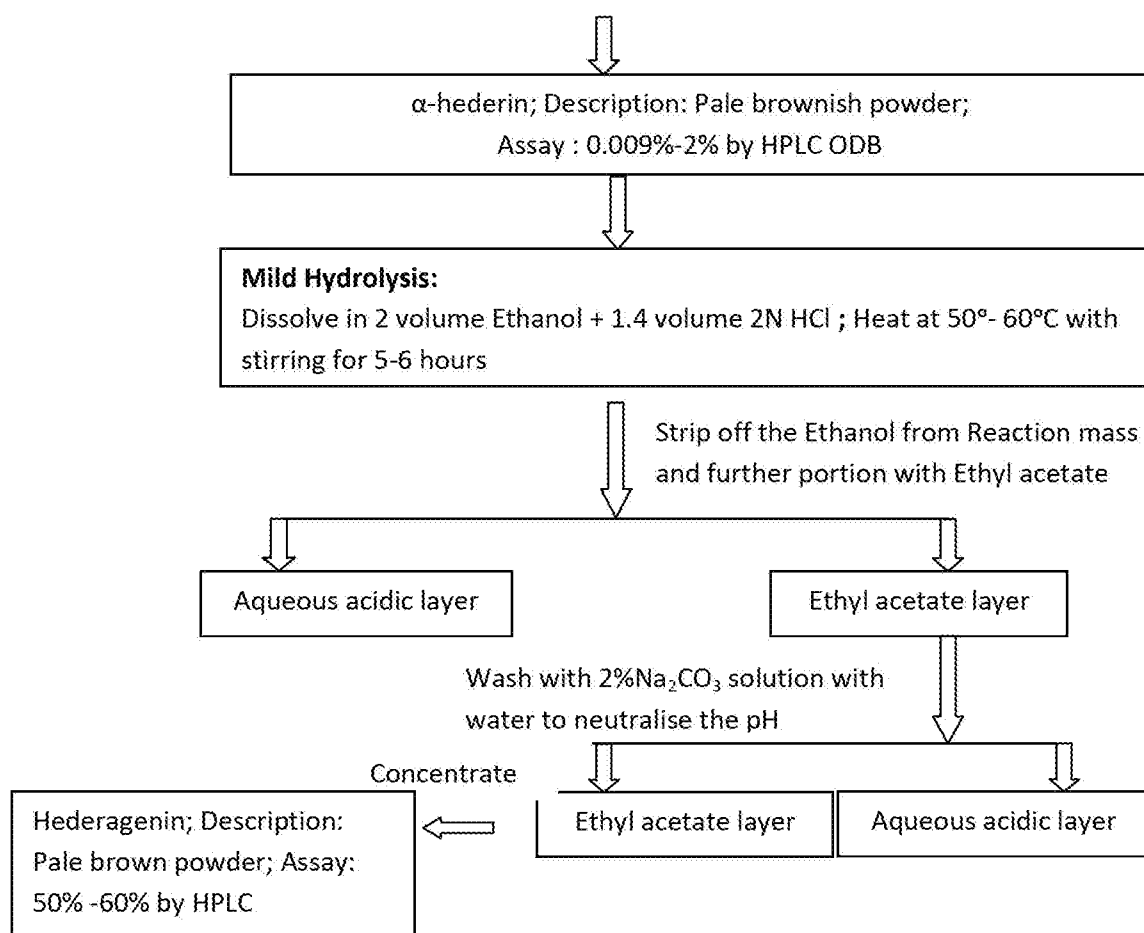 α-hederin; Description: Pale brownish powder;
Assay : 0.009%-2% by HPLC ODB
Mild Hydrolysis:
Dissolve in 2 volume Ethanol + 1.4 volume 2N HCl ; Heat at 50°- 60°C with
stirring for 5-6 hours
Strip off the Ethanol from Reaction mass
and further portion with Ethyl acetate
Aqueous acidic layer
Ethyl acetate layer
Wash with 2%Na₂CO₃ solution with
water to neutralise the pH
Concentrate
Ethyl acetate layer
Aqueous acidic layer
Hederagenin; Description:
Pale brown powder; Assay:
50% -60% by HPLC